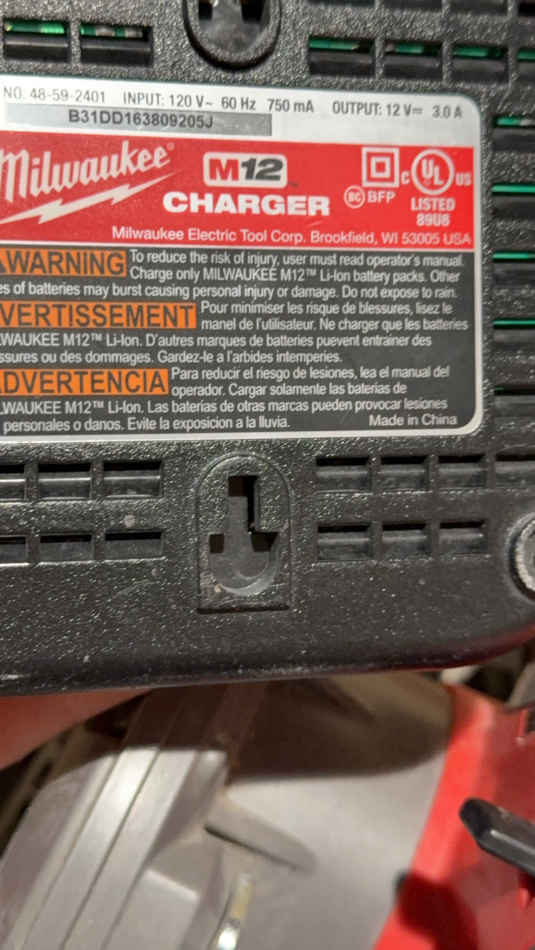 NO. 48-59-2401 INPUT: 120 V~ 60 Hz 750 mA OUTPUT: 12 V⎓ 3.0 A
B31DD163809205J
Milwaukee®
M12™
CHARGER
C UL US
LISTED
89U8
BC BFP
Milwaukee Electric Tool Corp. Brookfield, WI 53005 USA
WARNING To reduce the risk of injury, user must read operator's manual.
Charge only MILWAUKEE M12™ Li-Ion battery packs. Other
es of batteries may burst causing personal injury or damage. Do not expose to rain.
VERTISSEMENT Pour minimiser les risque de blessures, lisez le
manel de l'utilisateur. Ne charger que les batteries
LWAUKEE M12™ Li-Ion. D'autres marques de batteries puevent entrainer des
ssures ou des dommages. Gardez-le a l'arbides intemperies.
ADVERTENCIA Para reducir el riesgo de lesiones, lea el manual del
operador. Cargar solamente las baterias de
LWAUKEE M12™ Li-Ion. Las baterias de otras marcas pueden provocar lesiones
personales o danos. Evite la exposicion a la lluvia. Made in China